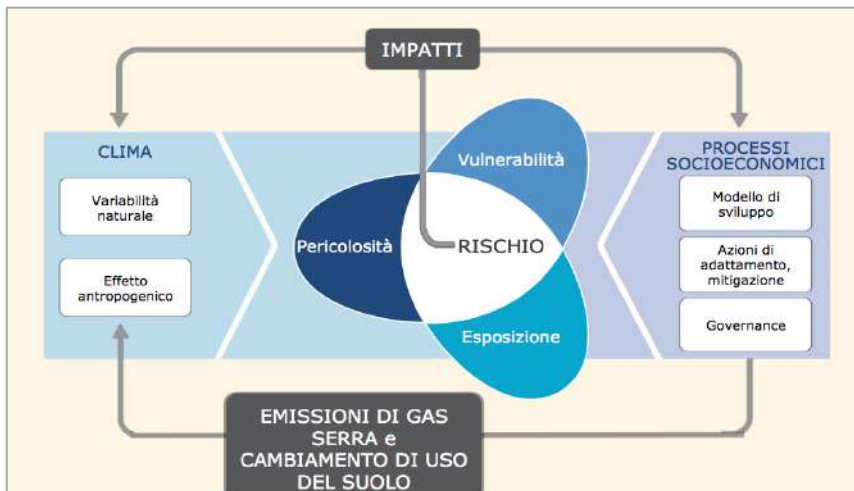 IMPATTI
CLIMA
Variabilità
naturale
Effetto
antropogenico
Vulnerabilità
Pericolosità
RISCHIO
Esposizione
PROCESSI
SOCIOECONOMICI
Modello di
sviluppo
Azioni di
adattamento,
mitigazione
Governance
EMISSIONI DI GAS
SERRA e
CAMBIAMENTO DI USO
DEL SUOLO